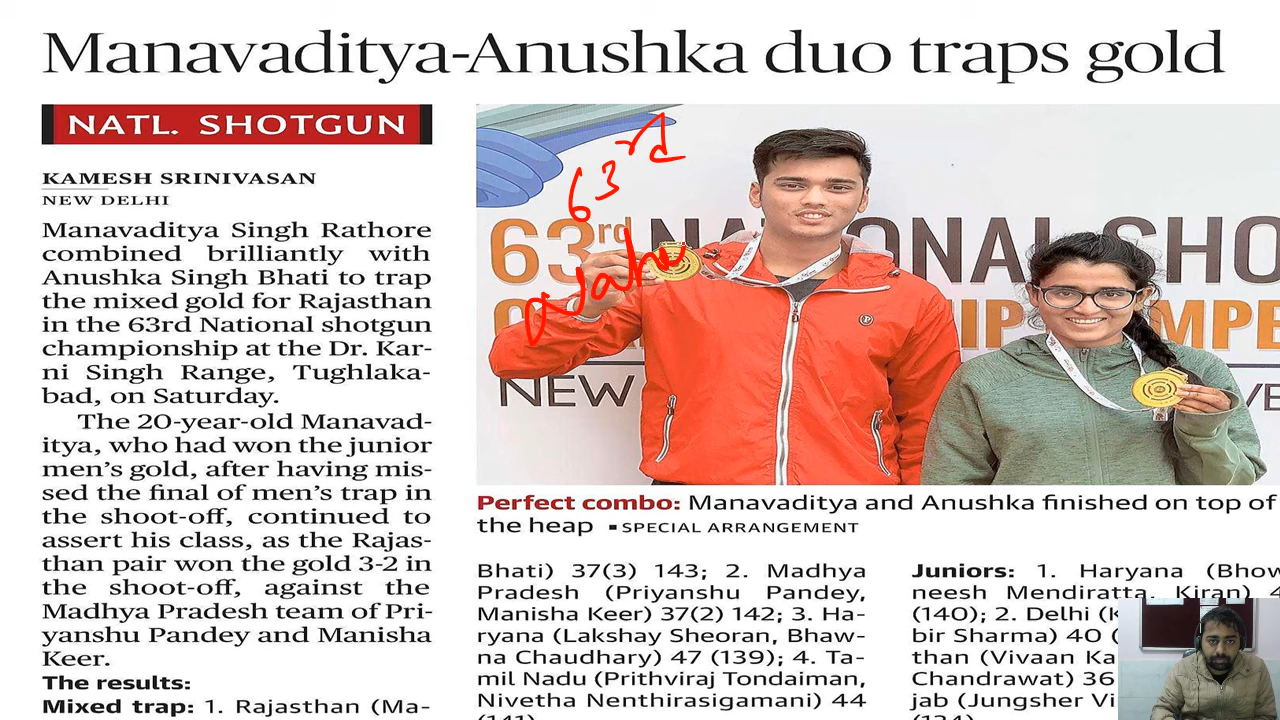 Manavaditya-Anushka duo traps gold
NATL. SHOTGUN
KAMESH SRINIVASAN
NEW DELHI
Manavaditya Singh Rathore
combined brilliantly with
Anushka Singh Bhati to trap
the mixed gold for Rajasthan
in the 63rd National shotgun
championship at the Dr. Kar-
ni Singh Range, Tughlaka-
bad, on Saturday.
The 20-year-old Manavad-
itya, who had won the junior
men's gold, after having mis-
sed the final of men's trap in
the shoot-off, continued to
assert his class, as the Rajas-
than pair won the gold 3-2 in
the shoot-off, against the
Madhya Pradesh team of Pri-
yanshu Pandey and Manisha
Keer.
The results:
Mixed trap: 1. Rajasthan (Ma-
63rd
63rd NATIONAL SHO
NEW
Perfect combo: Manavaditya and Anushka finished on top of
the heap ▪ SPECIAL ARRANGEMENT
Bhati) 37(3) 143; 2. Madhya
Pradesh (Priyanshu Pandey,
Manisha Keer) 37(2) 142; 3. Ha-
ryana (Lakshay Sheoran, Bhaw-
na Chaudhary) 47 (139); 4. Ta-
mil Nadu (Prithviraj Tondaiman,
Nivetha Nenthirasigamani) 44
(141)
Juniors: 1. Haryana (Bhow
neesh Mendiratta, Kiran) 4
(140); 2. Delhi (K
bir Sharma) 40 (
than (Vivaan Ka
Chandrawat) 36
jab (Jungsher Vi
(134)